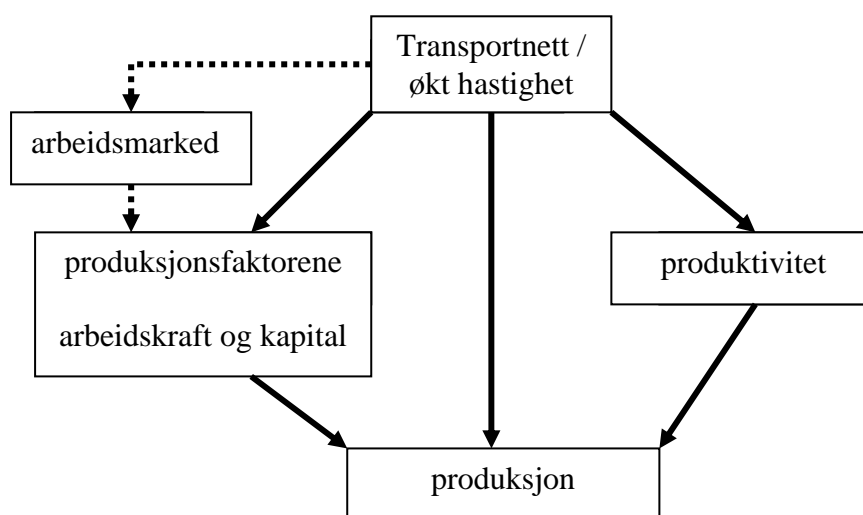 Transportnett /
økt hastighet
arbeidsmarked
produksjonsfaktorene
arbeidskraft og kapital
produktivitet
produksjon